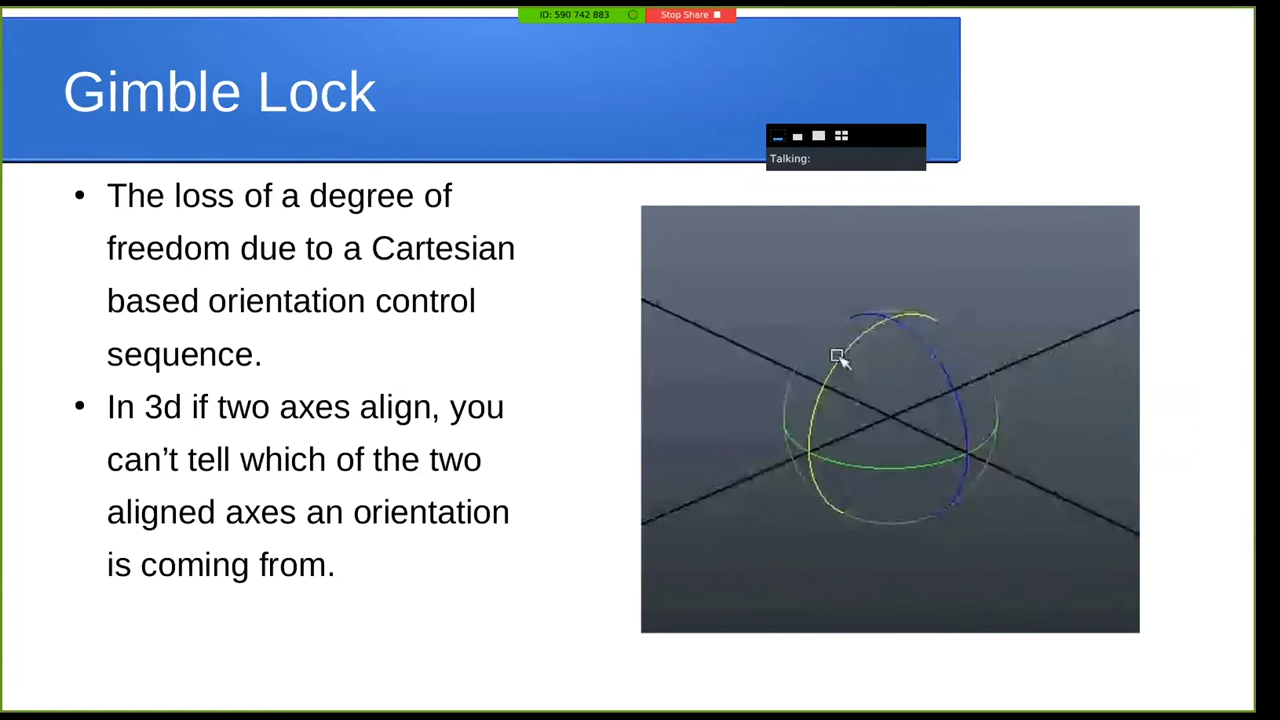 ID: 590 742 883 Stop Share
Gimble Lock
Talking:
• The loss of a degree of
freedom due to a Cartesian
based orientation control
sequence.
• In 3d if two axes align, you
can’t tell which of the two
aligned axes an orientation
is coming from.